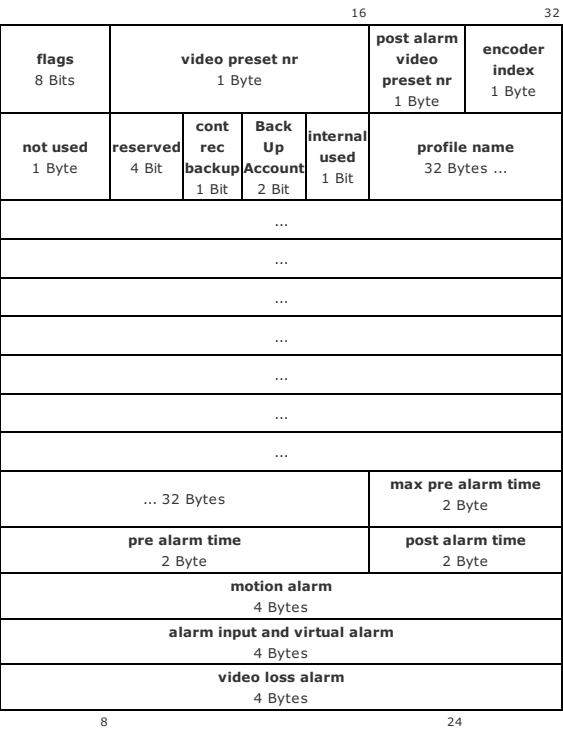 16 32
flags
8 Bits
video preset nr
1 Byte
post alarm
video
preset nr
1 Byte
encoder
index
1 Byte
not used
1 Byte
reserved
4 Bit
cont
rec
backup
1 Bit
Back
Up
Account
2 Bit
internal
used
1 Bit
profile name
32 Bytes ...
...
...
...
...
...
...
...
... 32 Bytes
max pre alarm time
2 Byte
pre alarm time
2 Byte
post alarm time
2 Byte
motion alarm
4 Bytes
alarm input and virtual alarm
4 Bytes
video loss alarm
4 Bytes
8 24